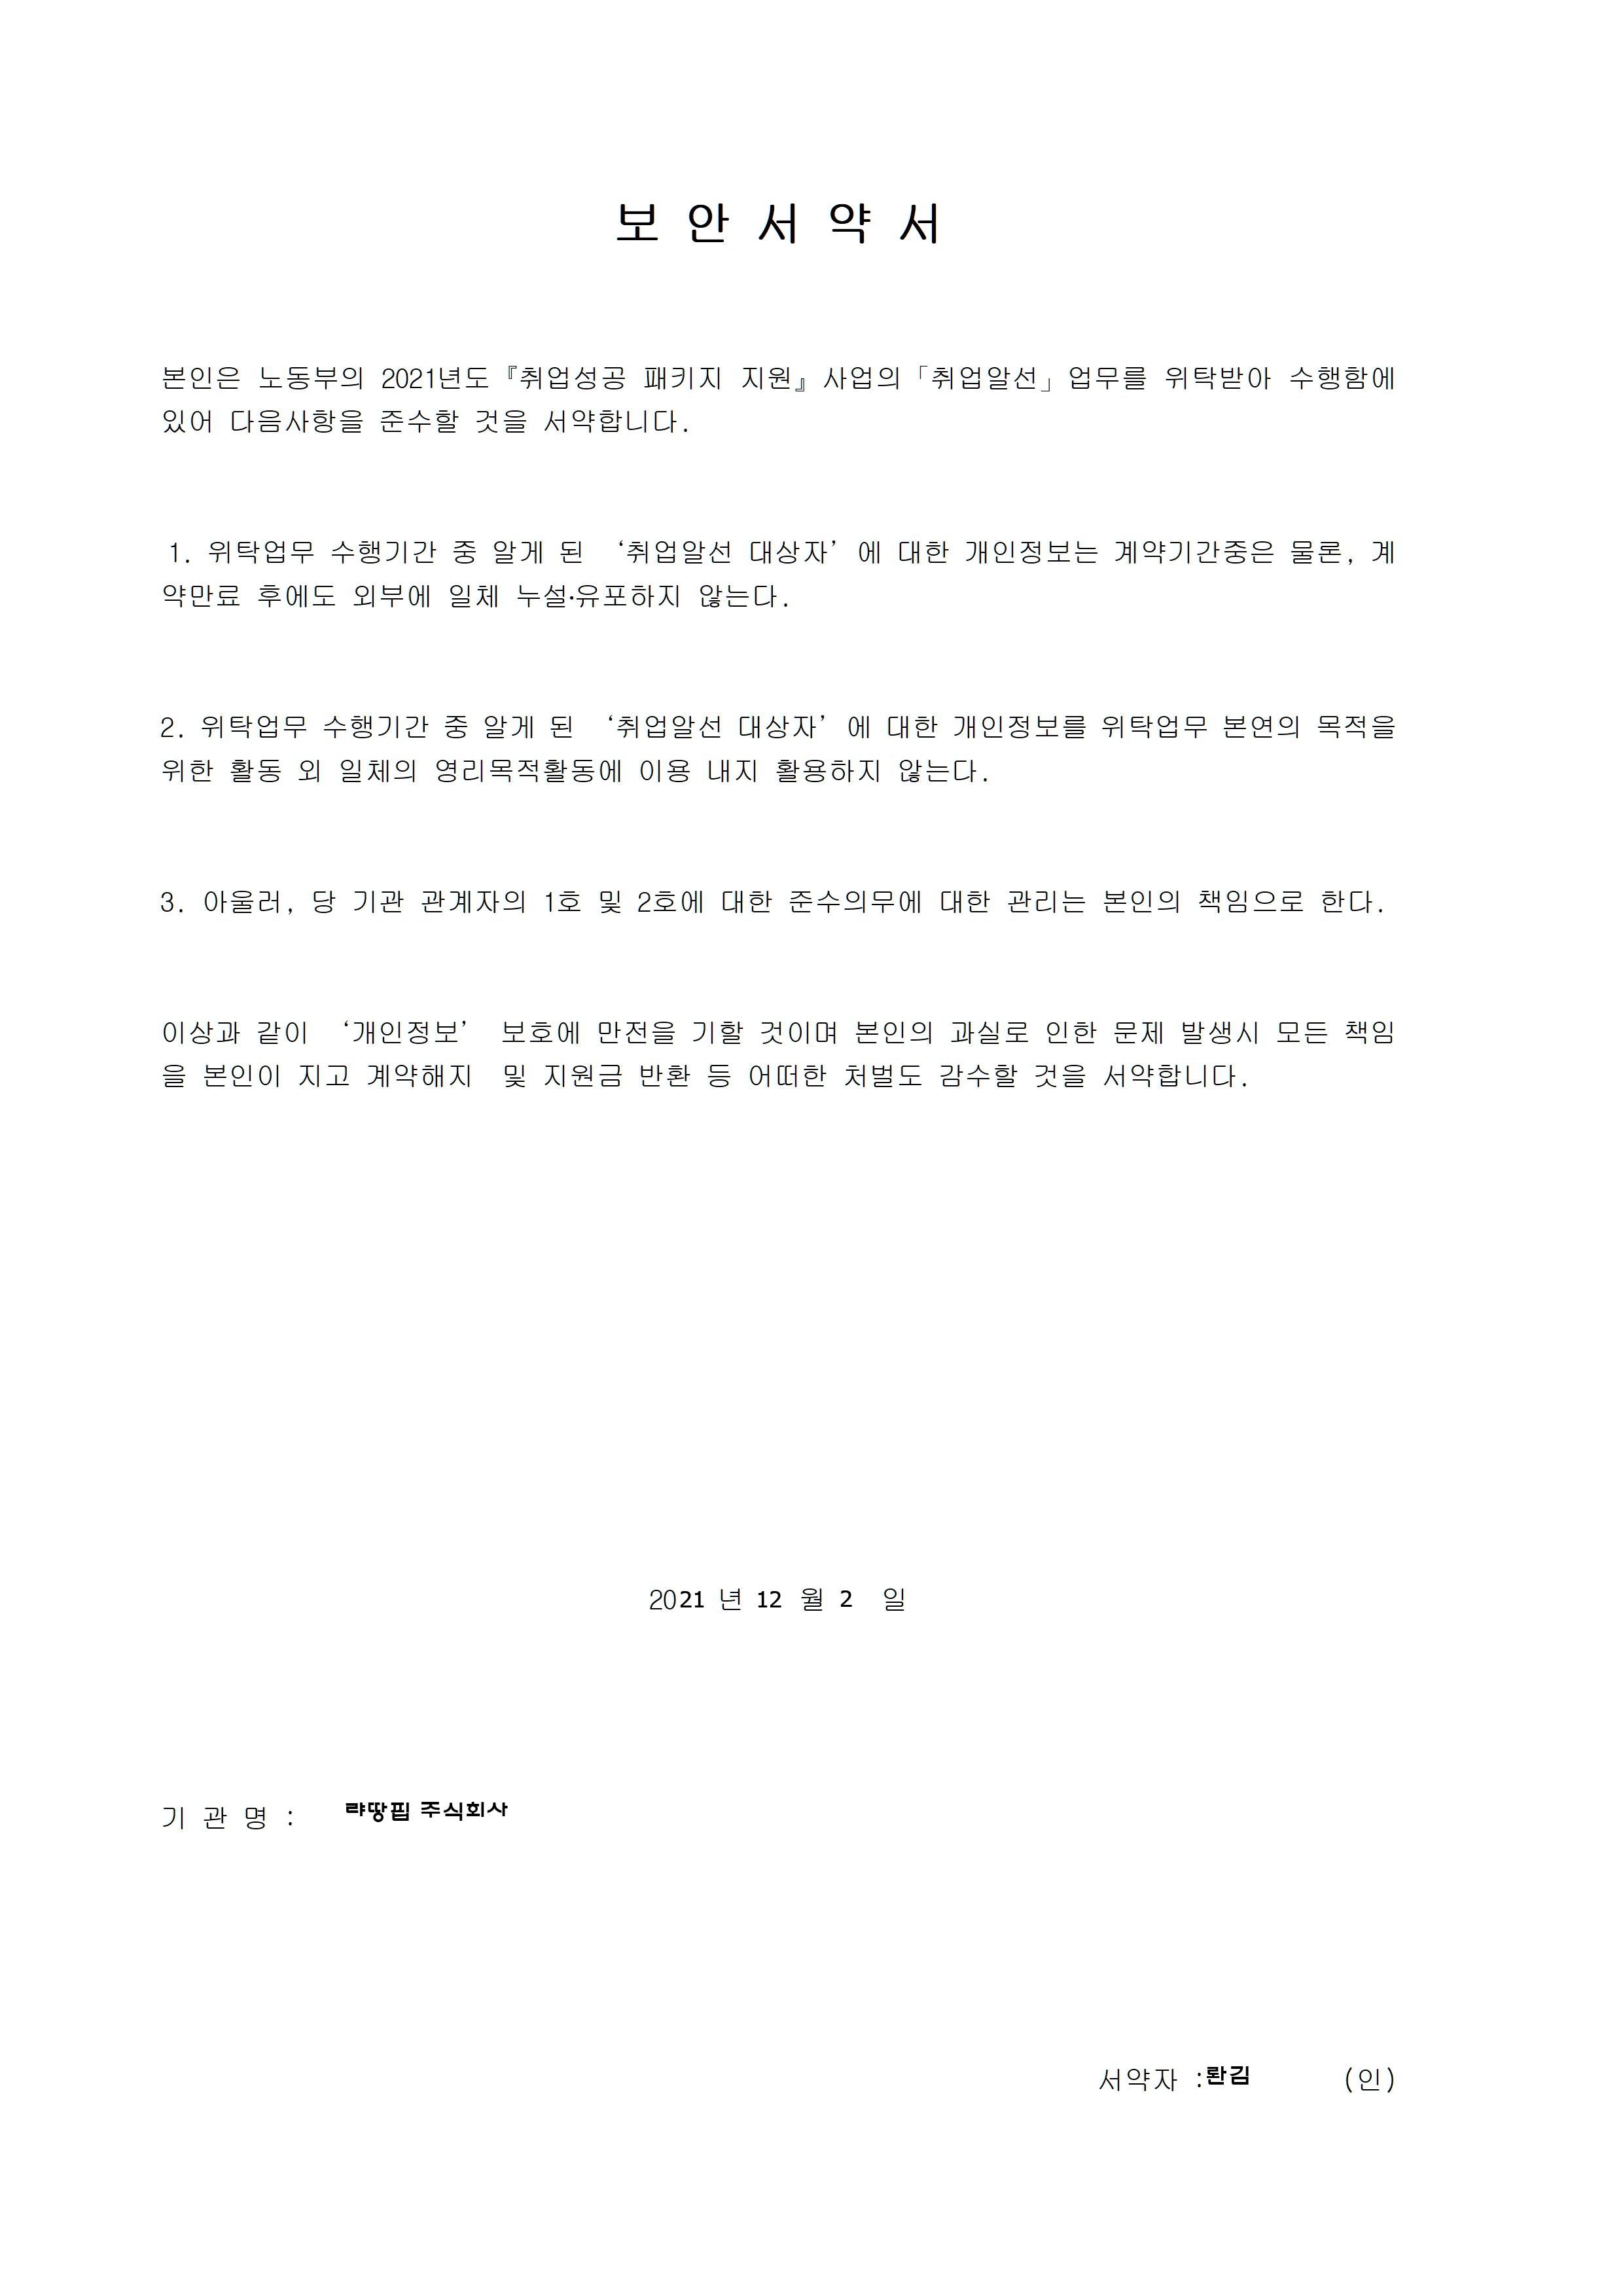 보 안 서 약 서
본인은 노동부의 2021년도『취업성공 패키지 지원』사업의「취업알선」업무를 위탁받아 수행함에
있어 다음사항을 준수할 것을 서약합니다.
1. 위탁업무 수행기간 중 알게 된 ‘취업알선 대상자’에 대한 개인정보는 계약기간중은 물론, 계
약만료 후에도 외부에 일체 누설·유포하지 않는다.
2. 위탁업무 수행기간 중 알게 된 ‘취업알선 대상자’에 대한 개인정보를 위탁업무 본연의 목적을
위한 활동 외 일체의 영리목적활동에 이용 내지 활용하지 않는다.
3. 아울러, 당 기관 관계자의 1호 및 2호에 대한 준수의무에 대한 관리는 본인의 책임으로 한다.
이상과 같이 ‘개인정보’ 보호에 만전을 기할 것이며 본인의 과실로 인한 문제 발생시 모든 책임
을 본인이 지고 계약해지 및 지원금 반환 등 어떠한 처벌도 감수할 것을 서약합니다.
2021 년 12 월 2 일
기 관 명 : 랴땅핍 주식회사
서약자 :롼김 (인)